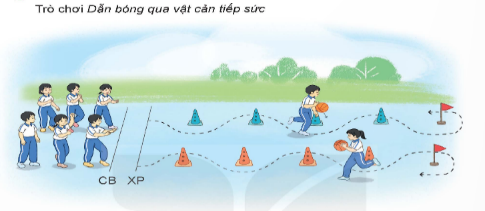 Trò chơi Dẫn bóng qua vật cản tiếp sức
CB XP